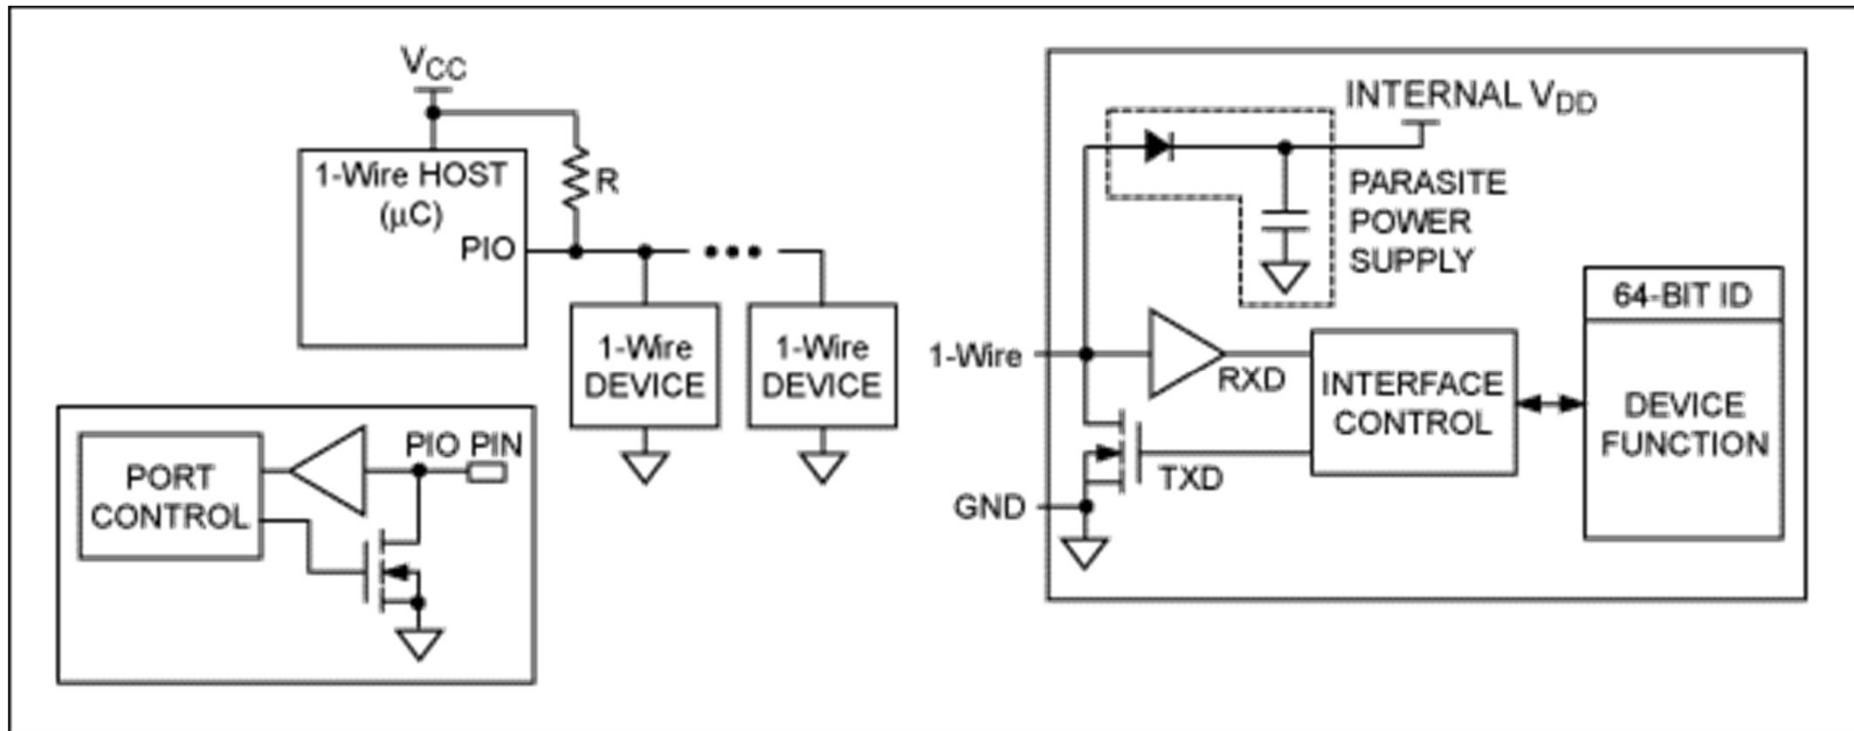 VCC
1-Wire HOST
(µC)
R
PIO
1-Wire
DEVICE
1-Wire
DEVICE
PIO PIN
PORT
CONTROL
INTERNAL VDD
PARASITE
POWER
SUPPLY
64-BIT ID
1-Wire
RXD
INTERFACE
CONTROL
DEVICE
FUNCTION
TXD
GND